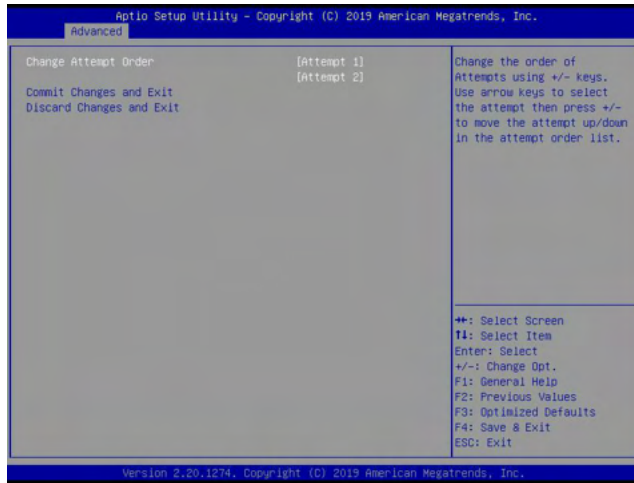 Aptio Setup Utility – Copyright (C) 2019 American Megatrends, Inc.
Advanced
Change Attempt Order [Attempt 1]
[Attempt 2]
Commit Changes and Exit
Discard Changes and Exit
Change the order of
Attempts using +/- keys.
Use arrow keys to select
the attempt then press +/-
to move the attempt up/down
in the attempt order list.
→←: Select Screen
↑↓: Select Item
Enter: Select
+/-: Change Opt.
F1: General Help
F2: Previous Values
F3: Optimized Defaults
F4: Save & Exit
ESC: Exit
Version 2.20.1274. Copyright (C) 2019 American Megatrends, Inc.